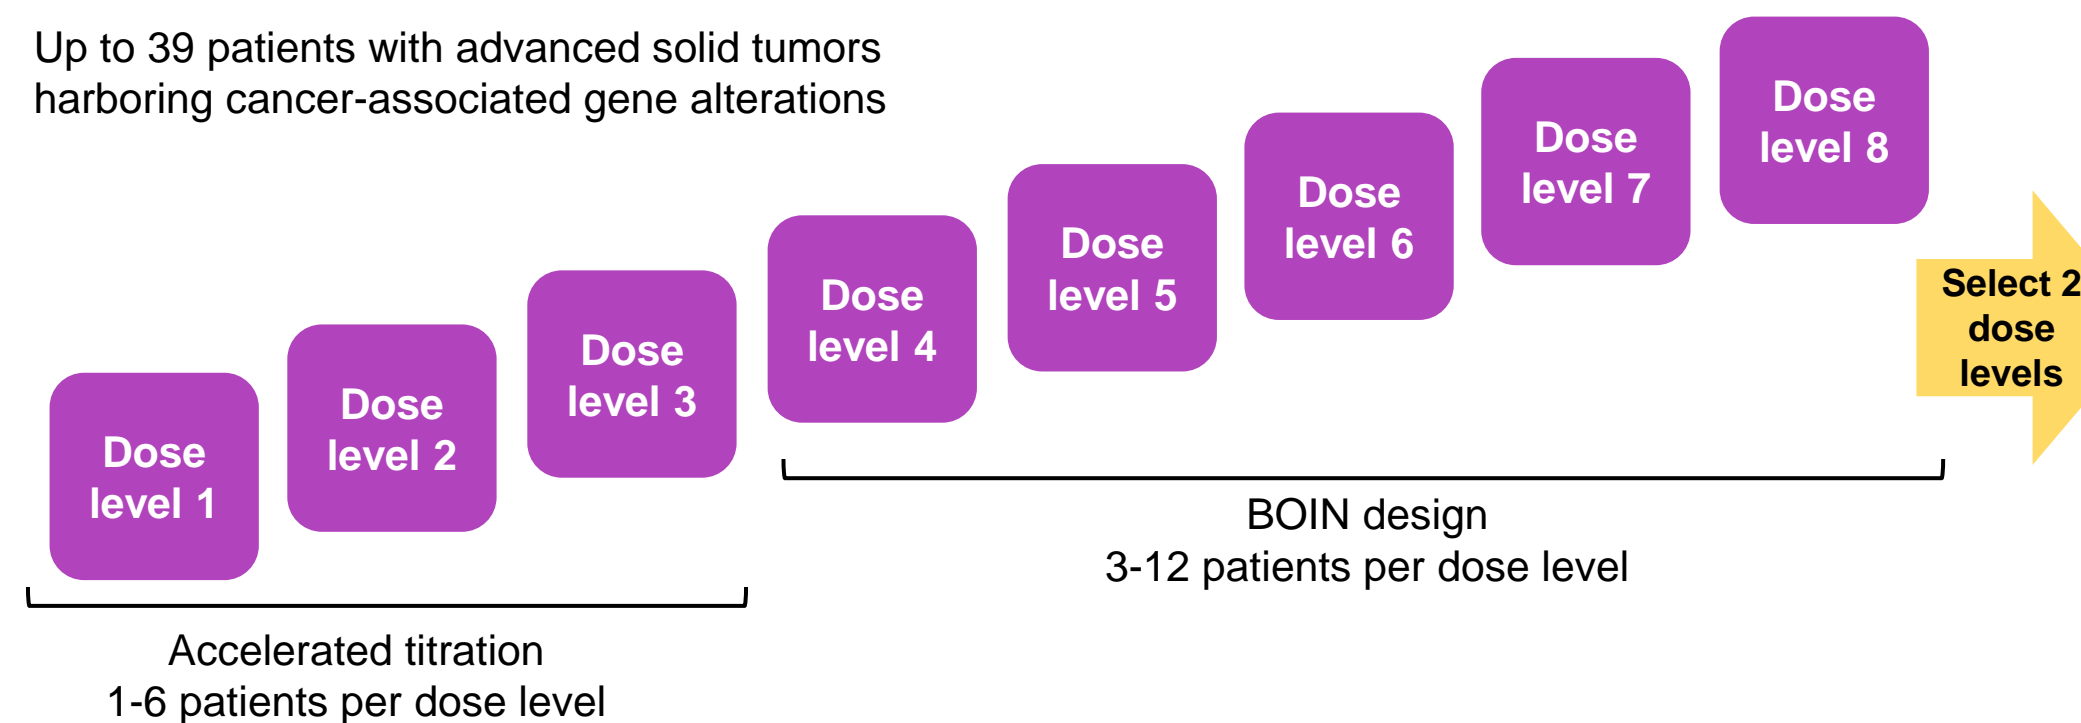 Up to 39 patients with advanced solid tumors
harboring cancer-associated gene alterations
Dose
level 1
Dose
level 2
Dose
level 3
Dose
level 4
Dose
level 5
Dose
level 6
Dose
level 7
Dose
level 8
Select 2
dose
levels
BOIN design
3-12 patients per dose level
Accelerated titration
1-6 patients per dose level